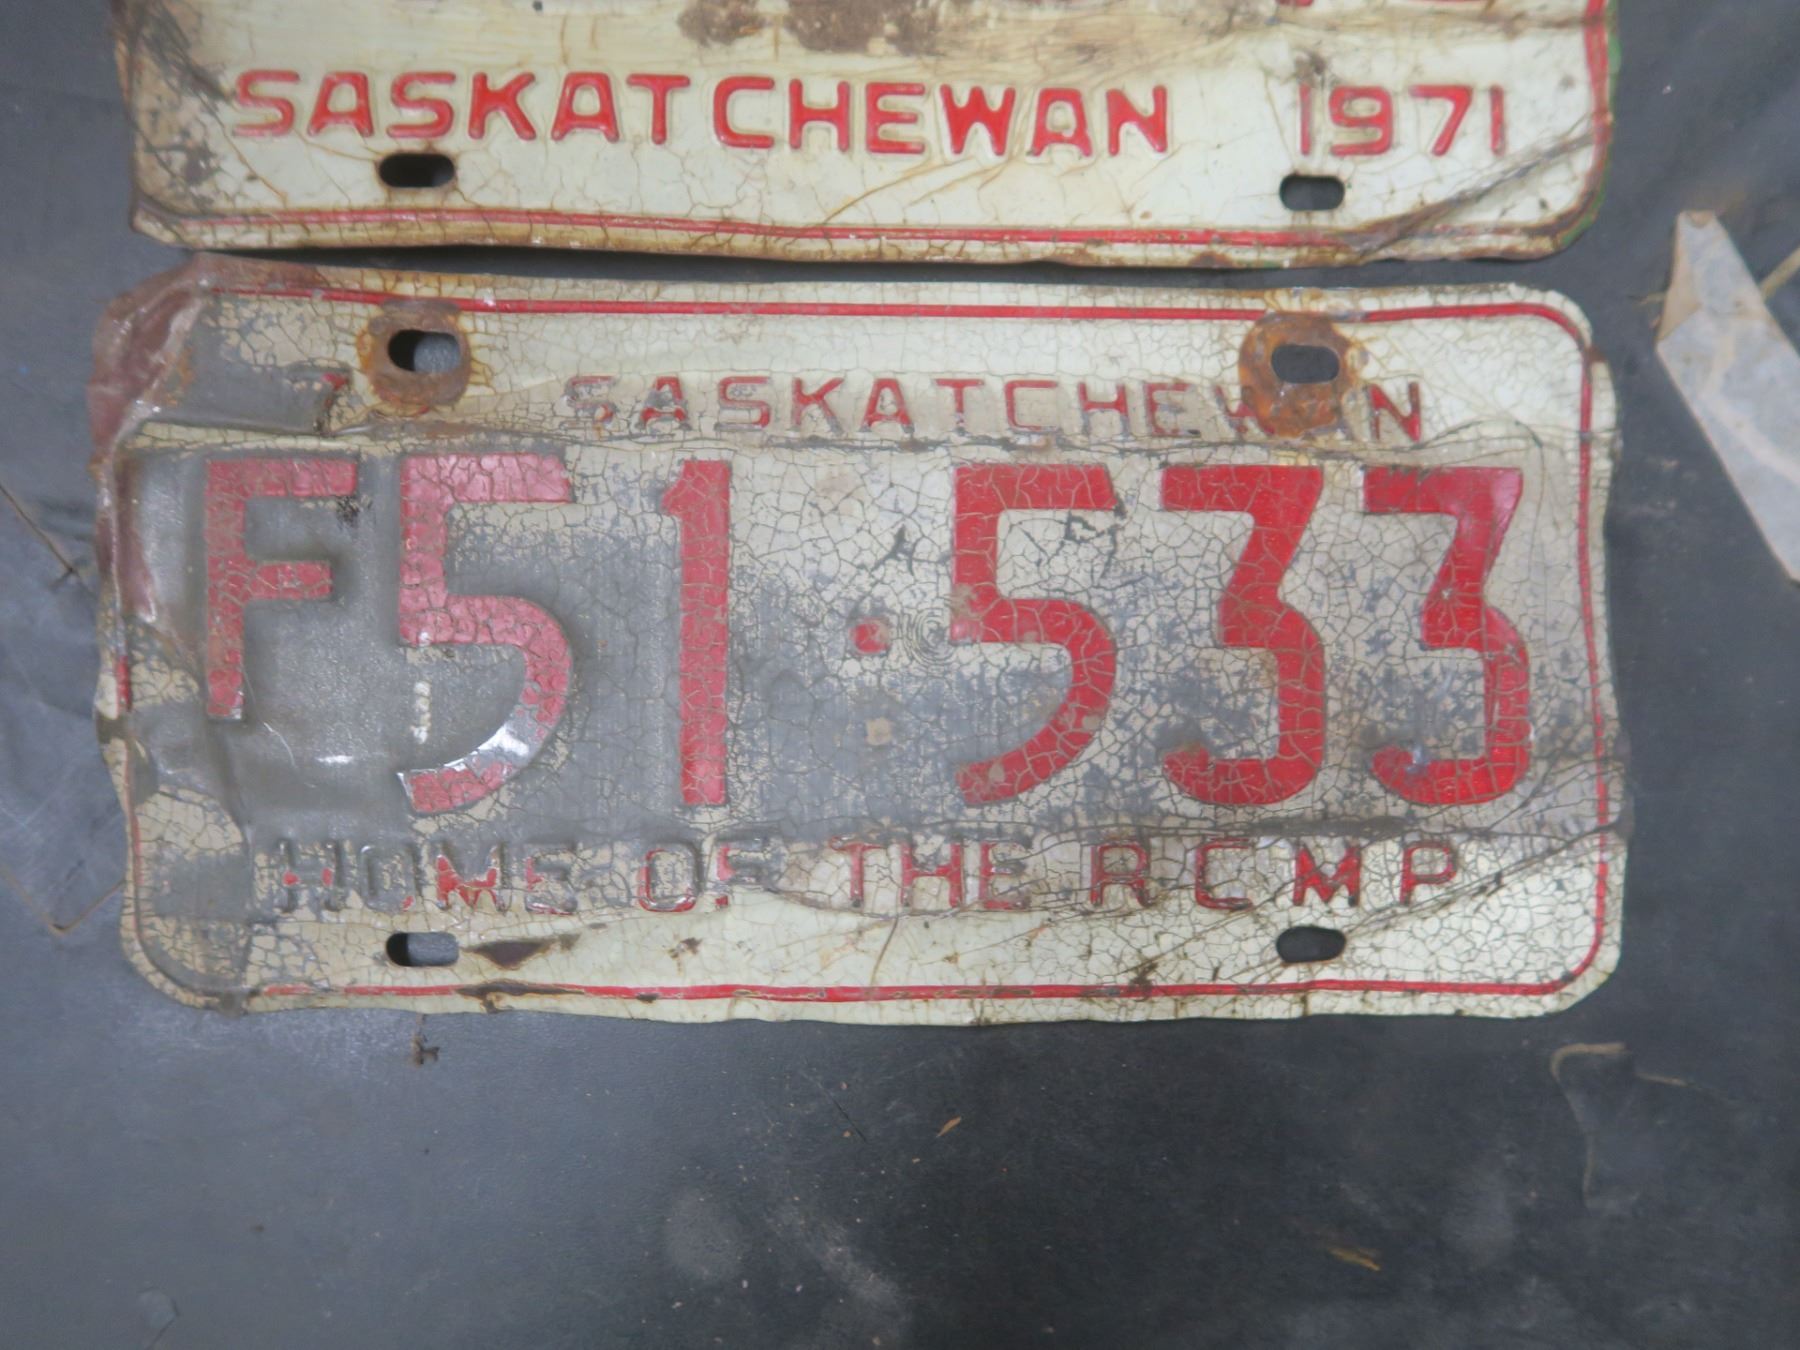 SASKATCHEWAN 1971
SASKATCHEWAN
F51·533
HOME OF THE RCMP